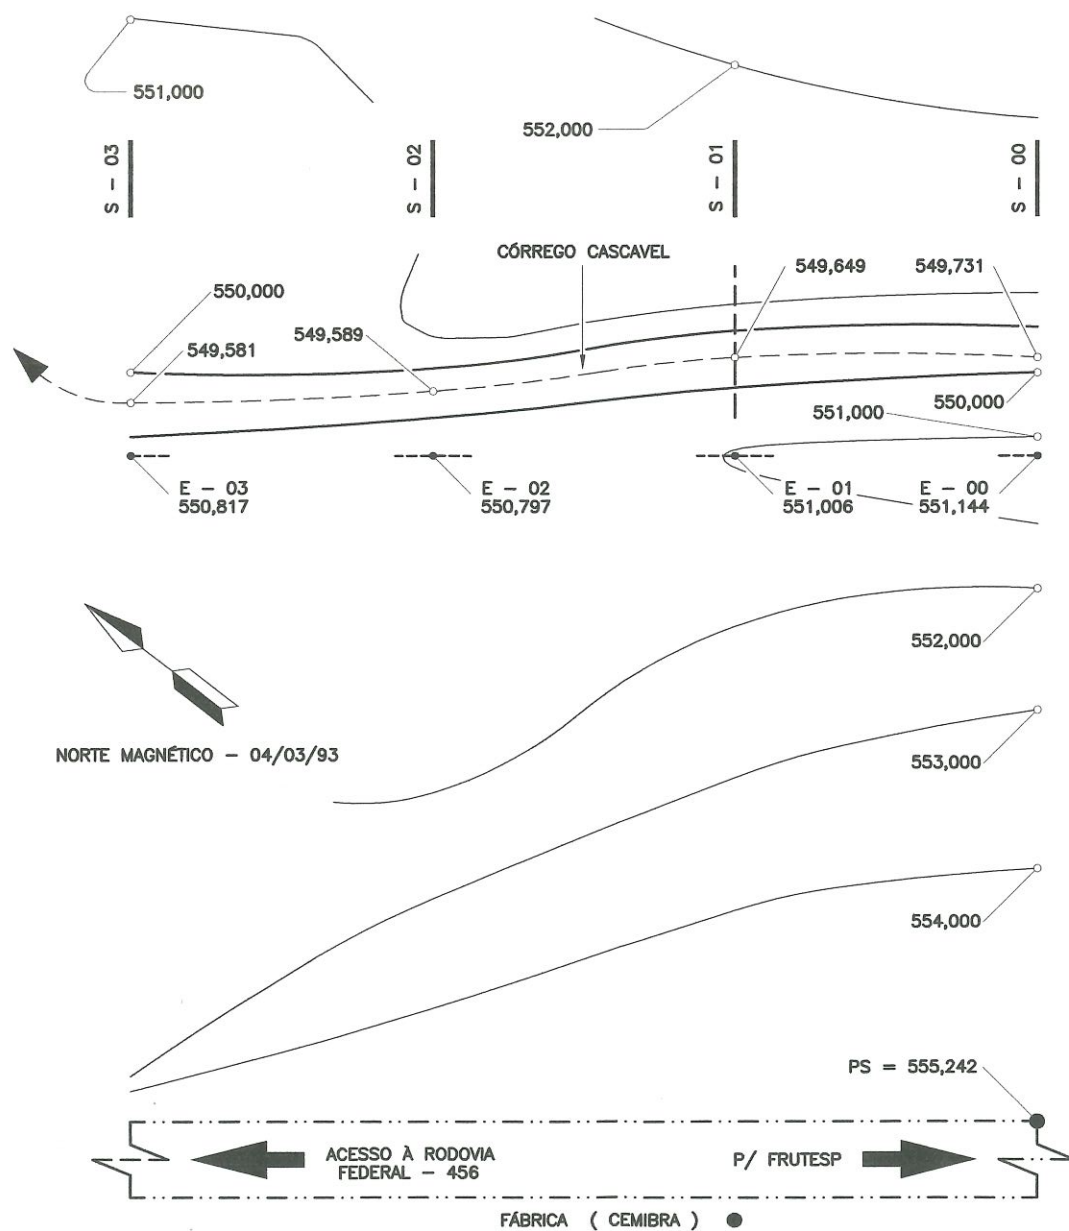 551,000
552,000
S - 03
S - 02
S - 01
S - 00
CÓRREGO CASCAVEL
549,649
549,731
550,000
549,589
549,581
551,000
550,000
E - 03
550,817
E - 02
550,797
E - 01
551,006
E - 00
551,144
552,000
NORTE MAGNÉTICO - 04/03/93
553,000
554,000
PS = 555,242
ACESSO À RODOVIA
FEDERAL - 456
P/ FRUTESP
FÁBRICA ( CEMIBRA )